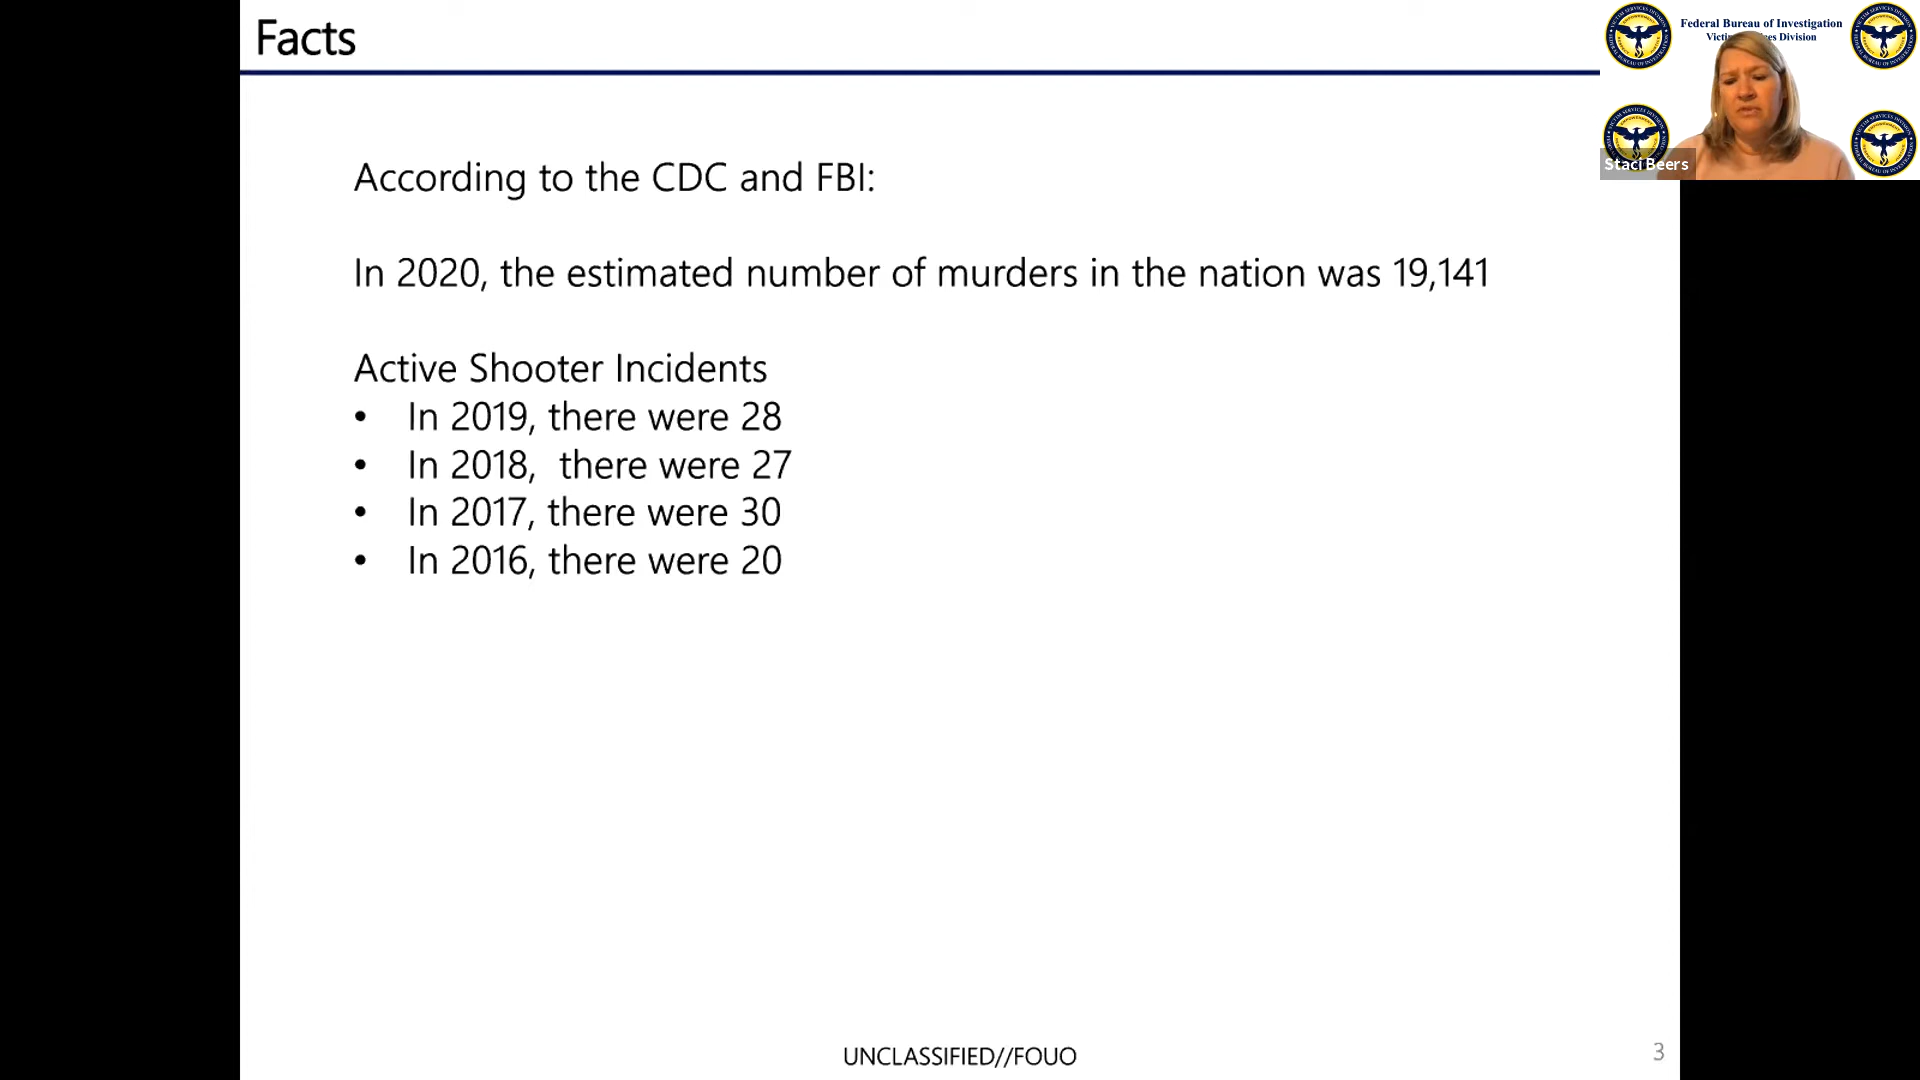 Facts
Federal Bureau of Investigation
Division
Staci Beers
According to the CDC and FBI:
In 2020, the estimated number of murders in the nation was 19,141
Active Shooter Incidents
• In 2019, there were 28
• In 2018,  there were 27
• In 2017, there were 30
• In 2016, there were 20
UNCLASSIFIED//FOUO
3